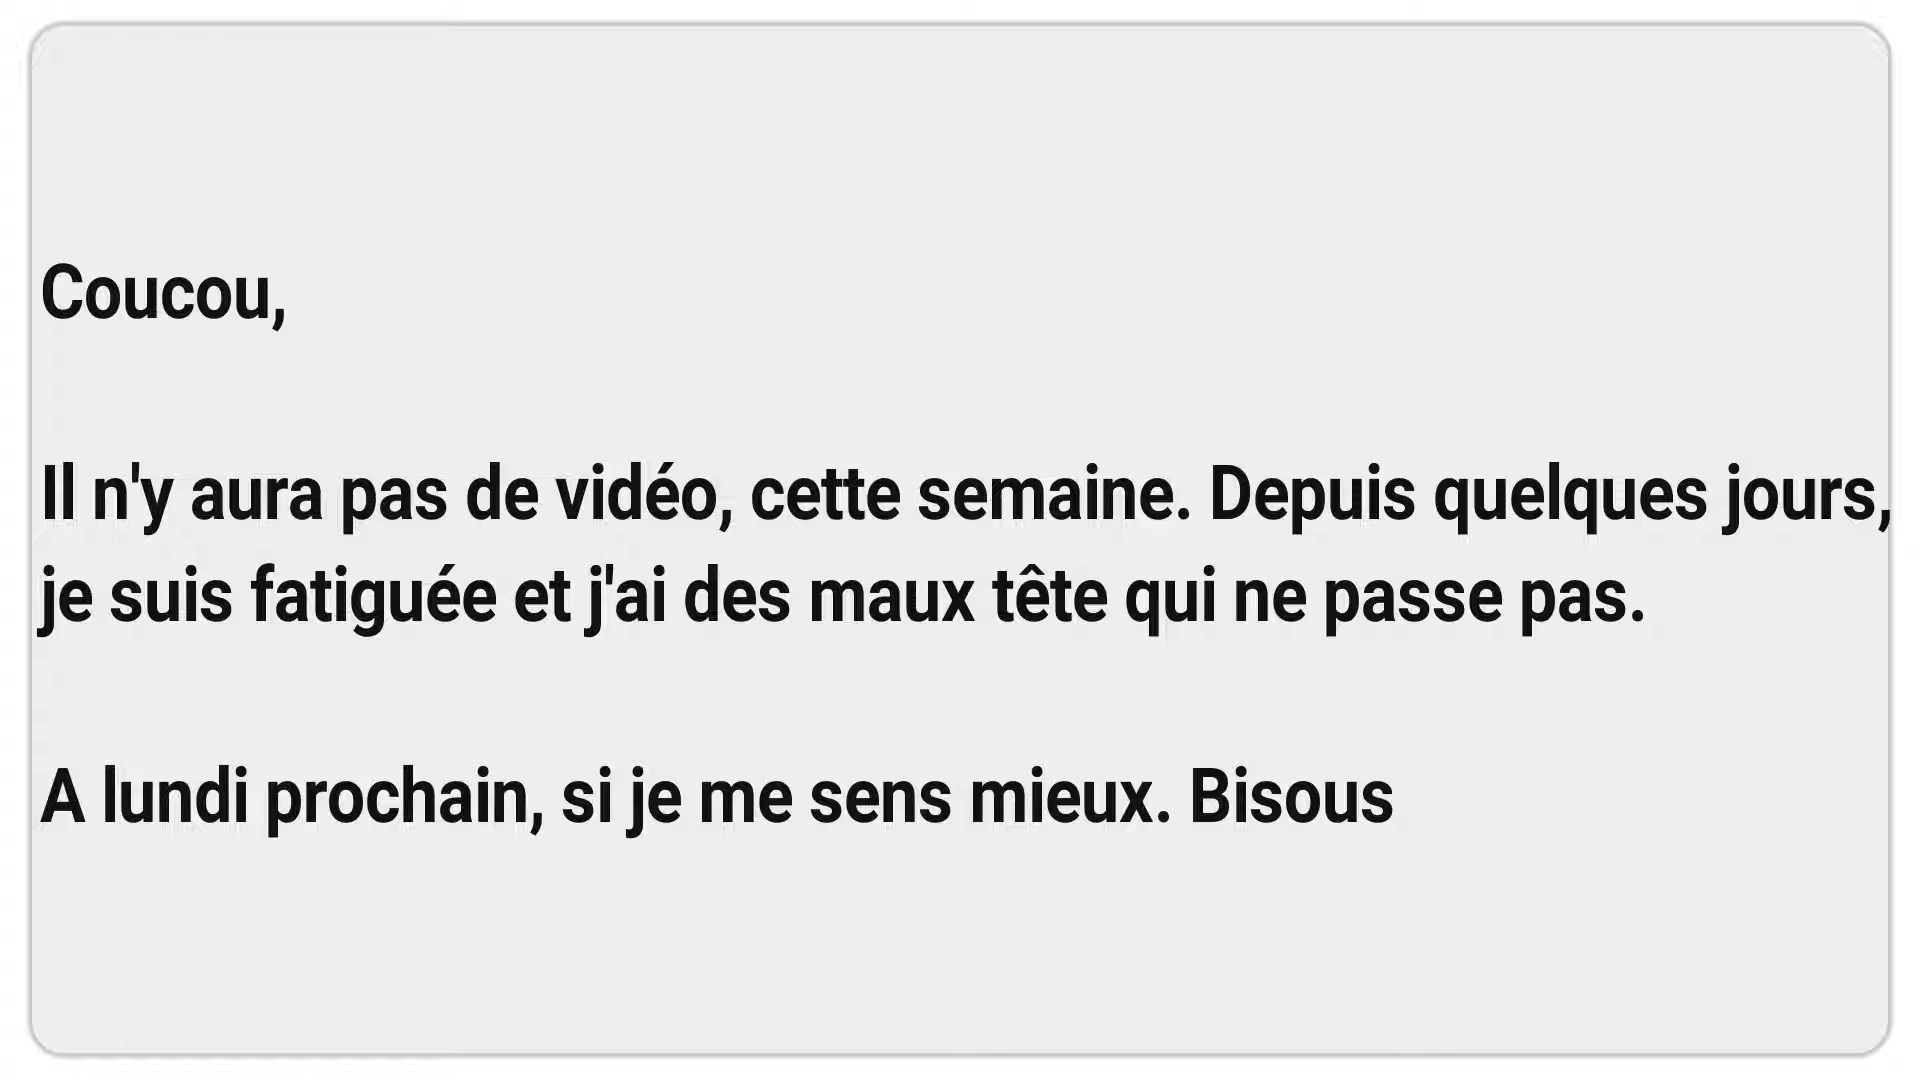 Coucou,
Il n'y aura pas de vidéo, cette semaine. Depuis quelques jours,
je suis fatiguée et j'ai des maux tête qui ne passe pas.
A lundi prochain, si je me sens mieux. Bisous